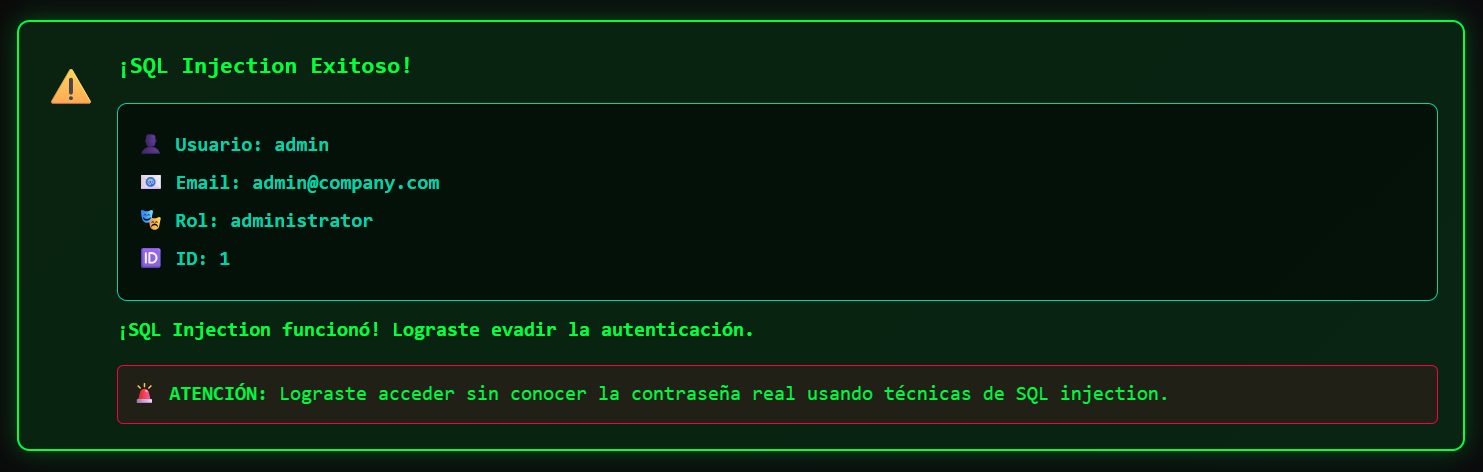 ¡SQL Injection Exitoso!
Usuario: admin
Email: admin@company.com
Rol: administrator
ID: 1
¡SQL Injection funcionó! Lograste evadir la autenticación.
ATENCIÓN: Lograste acceder sin conocer la contraseña real usando técnicas de SQL injection.